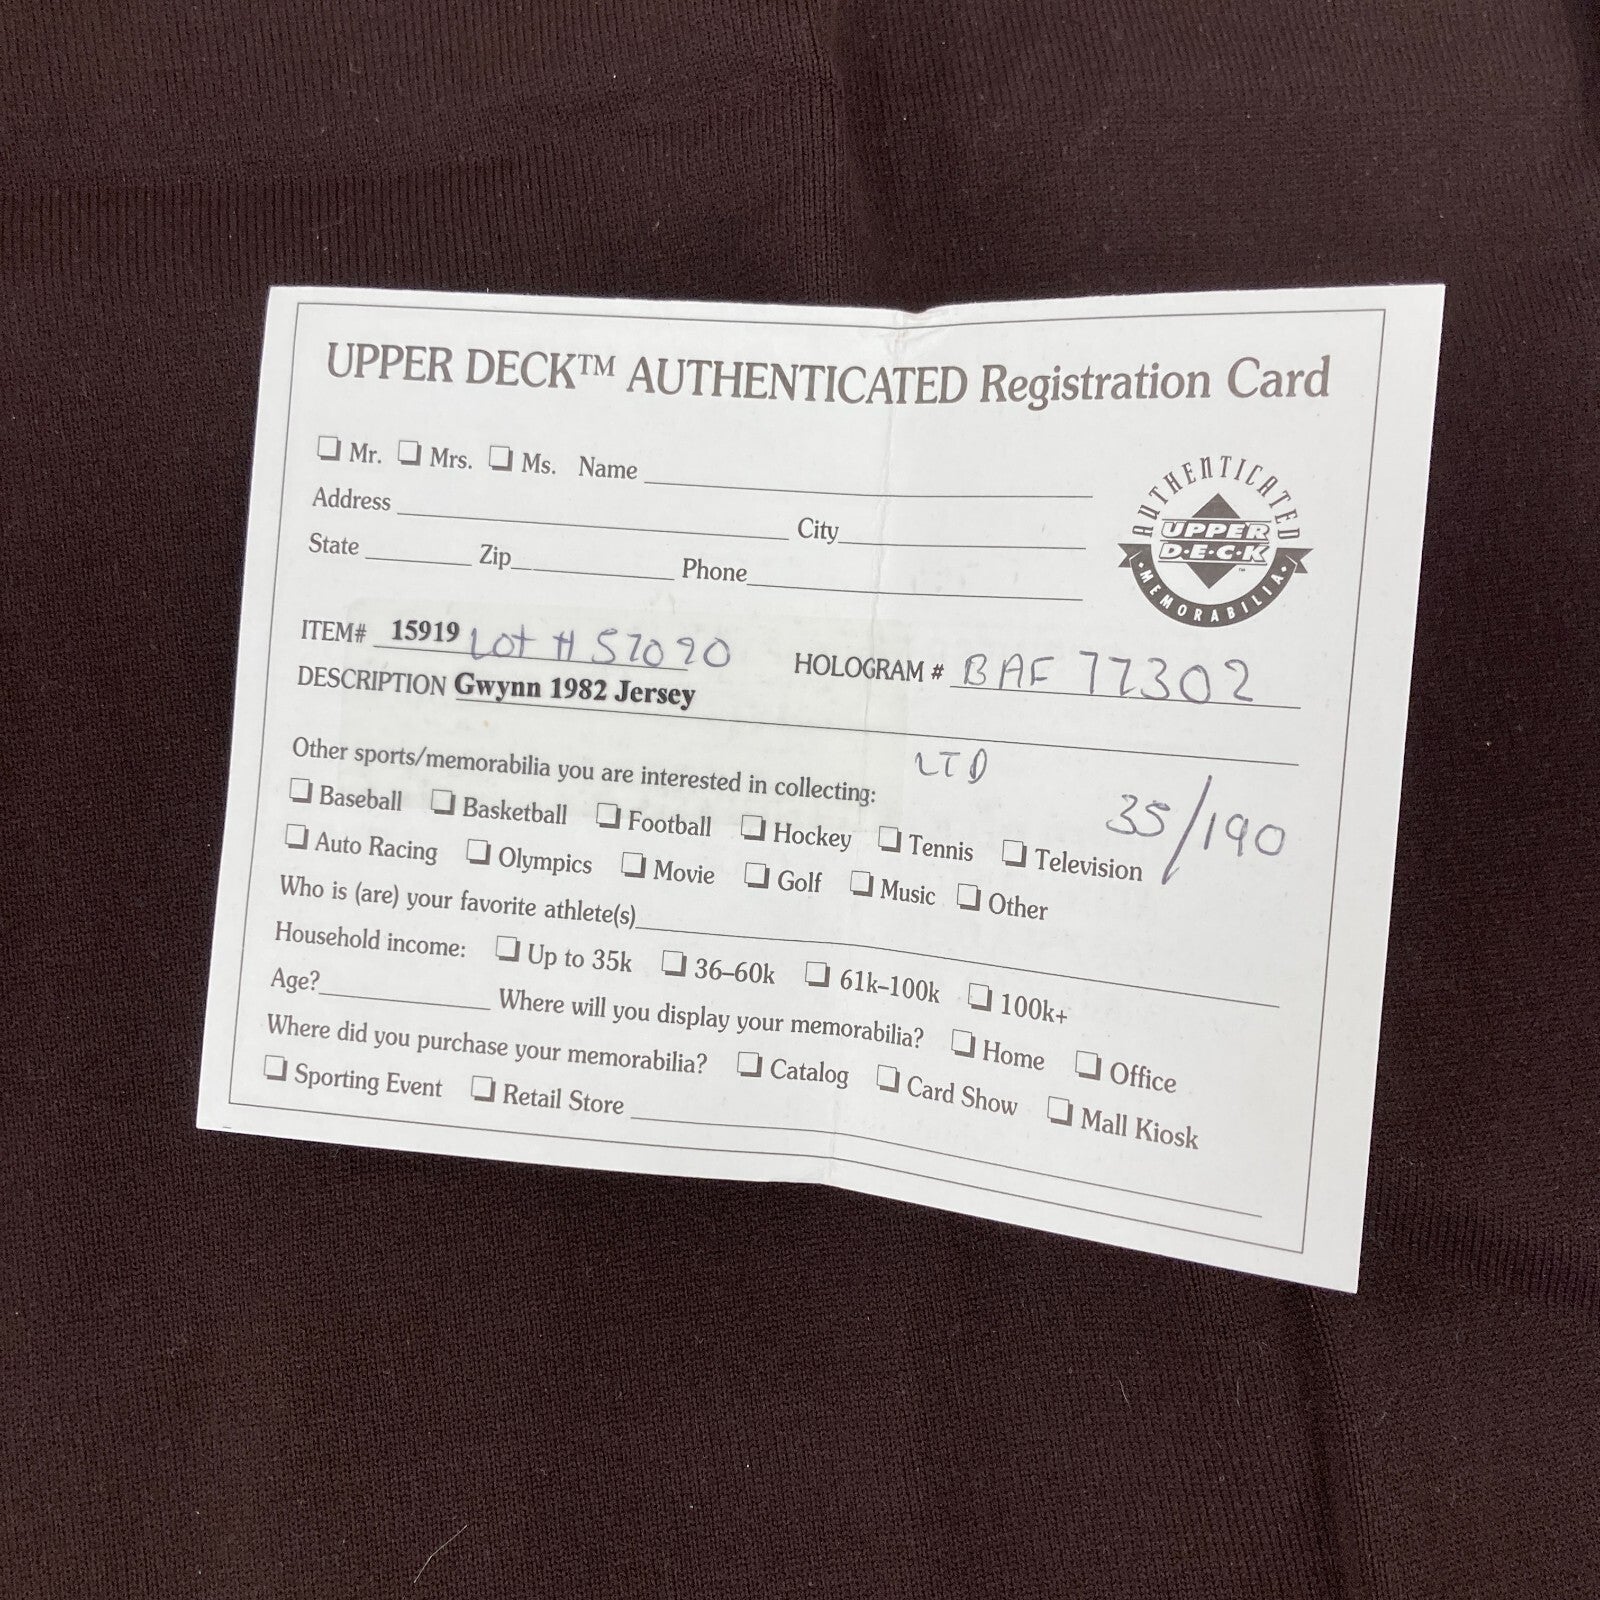 UPPER DECK™ AUTHENTICATED Registration Card
❏ Mr. ❏ Mrs. ❏ Ms. Name
Address City
State Zip Phone
AUTHENTICATED
UPPER
D·E·C·K™
·MEMORABILIA·
ITEM# 15919 Lot # 57090 HOLOGRAM # BAF 77302
DESCRIPTION Gwynn 1982 Jersey
LTD
35/190
Other sports/memorabilia you are interested in collecting:
❏ Baseball ❏ Basketball ❏ Football ❏ Hockey ❏ Tennis ❏ Television
❏ Auto Racing ❏ Olympics ❏ Movie ❏ Golf ❏ Music ❏ Other
Who is (are) your favorite athlete(s)
Household income: ❏ Up to 35k ❏ 36–60k ❏ 61k–100k ❏ 100k+
Age? Where will you display your memorabilia? ❏ Home ❏ Office
Where did you purchase your memorabilia? ❏ Catalog ❏ Card Show ❏ Mall Kiosk
❏ Sporting Event ❏ Retail Store